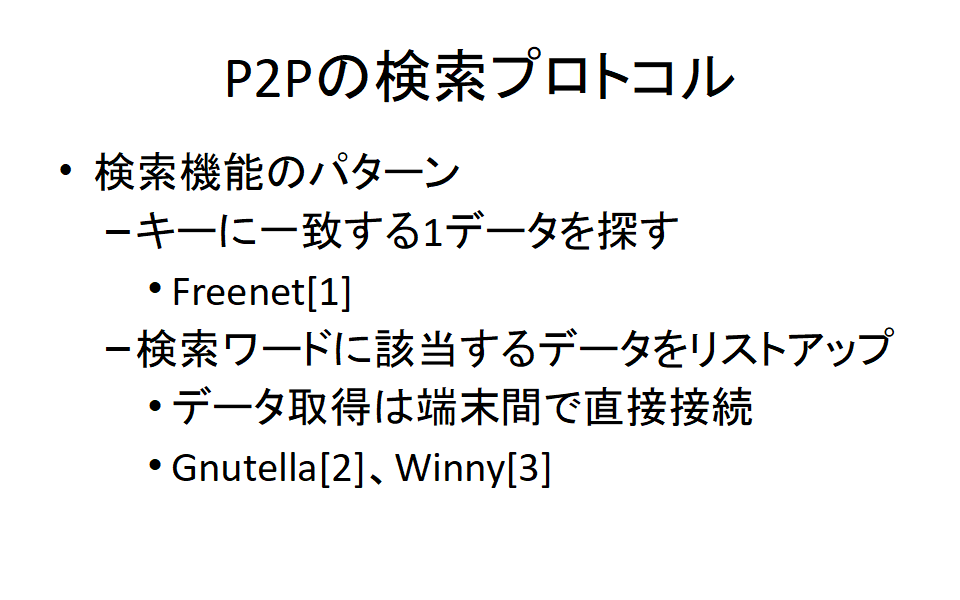 P2Pの検索プロトコル
• 検索機能のパターン
–キーに一致する1データを探す
• Freenet[1]
–検索ワードに該当するデータをリストアップ
• データ取得は端末間で直接接続
• Gnutella[2]、Winny[3]